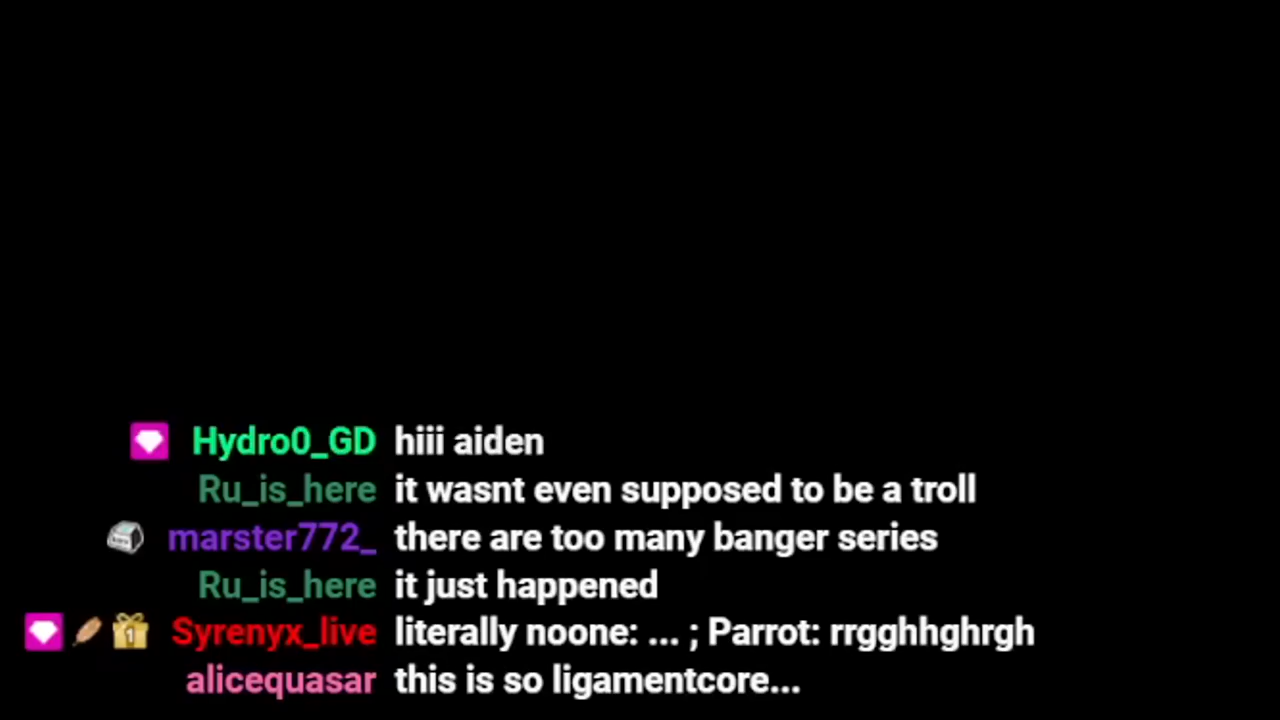 Hydro0_GD hiii aiden
Ru_is_here it wasnt even supposed to be a troll
marster772_ there are too many banger series
Ru_is_here it just happened
1 Syrenyx_live literally noone: ... ; Parrot: rrgghhghrgh
alicequasar this is so ligamentcore...